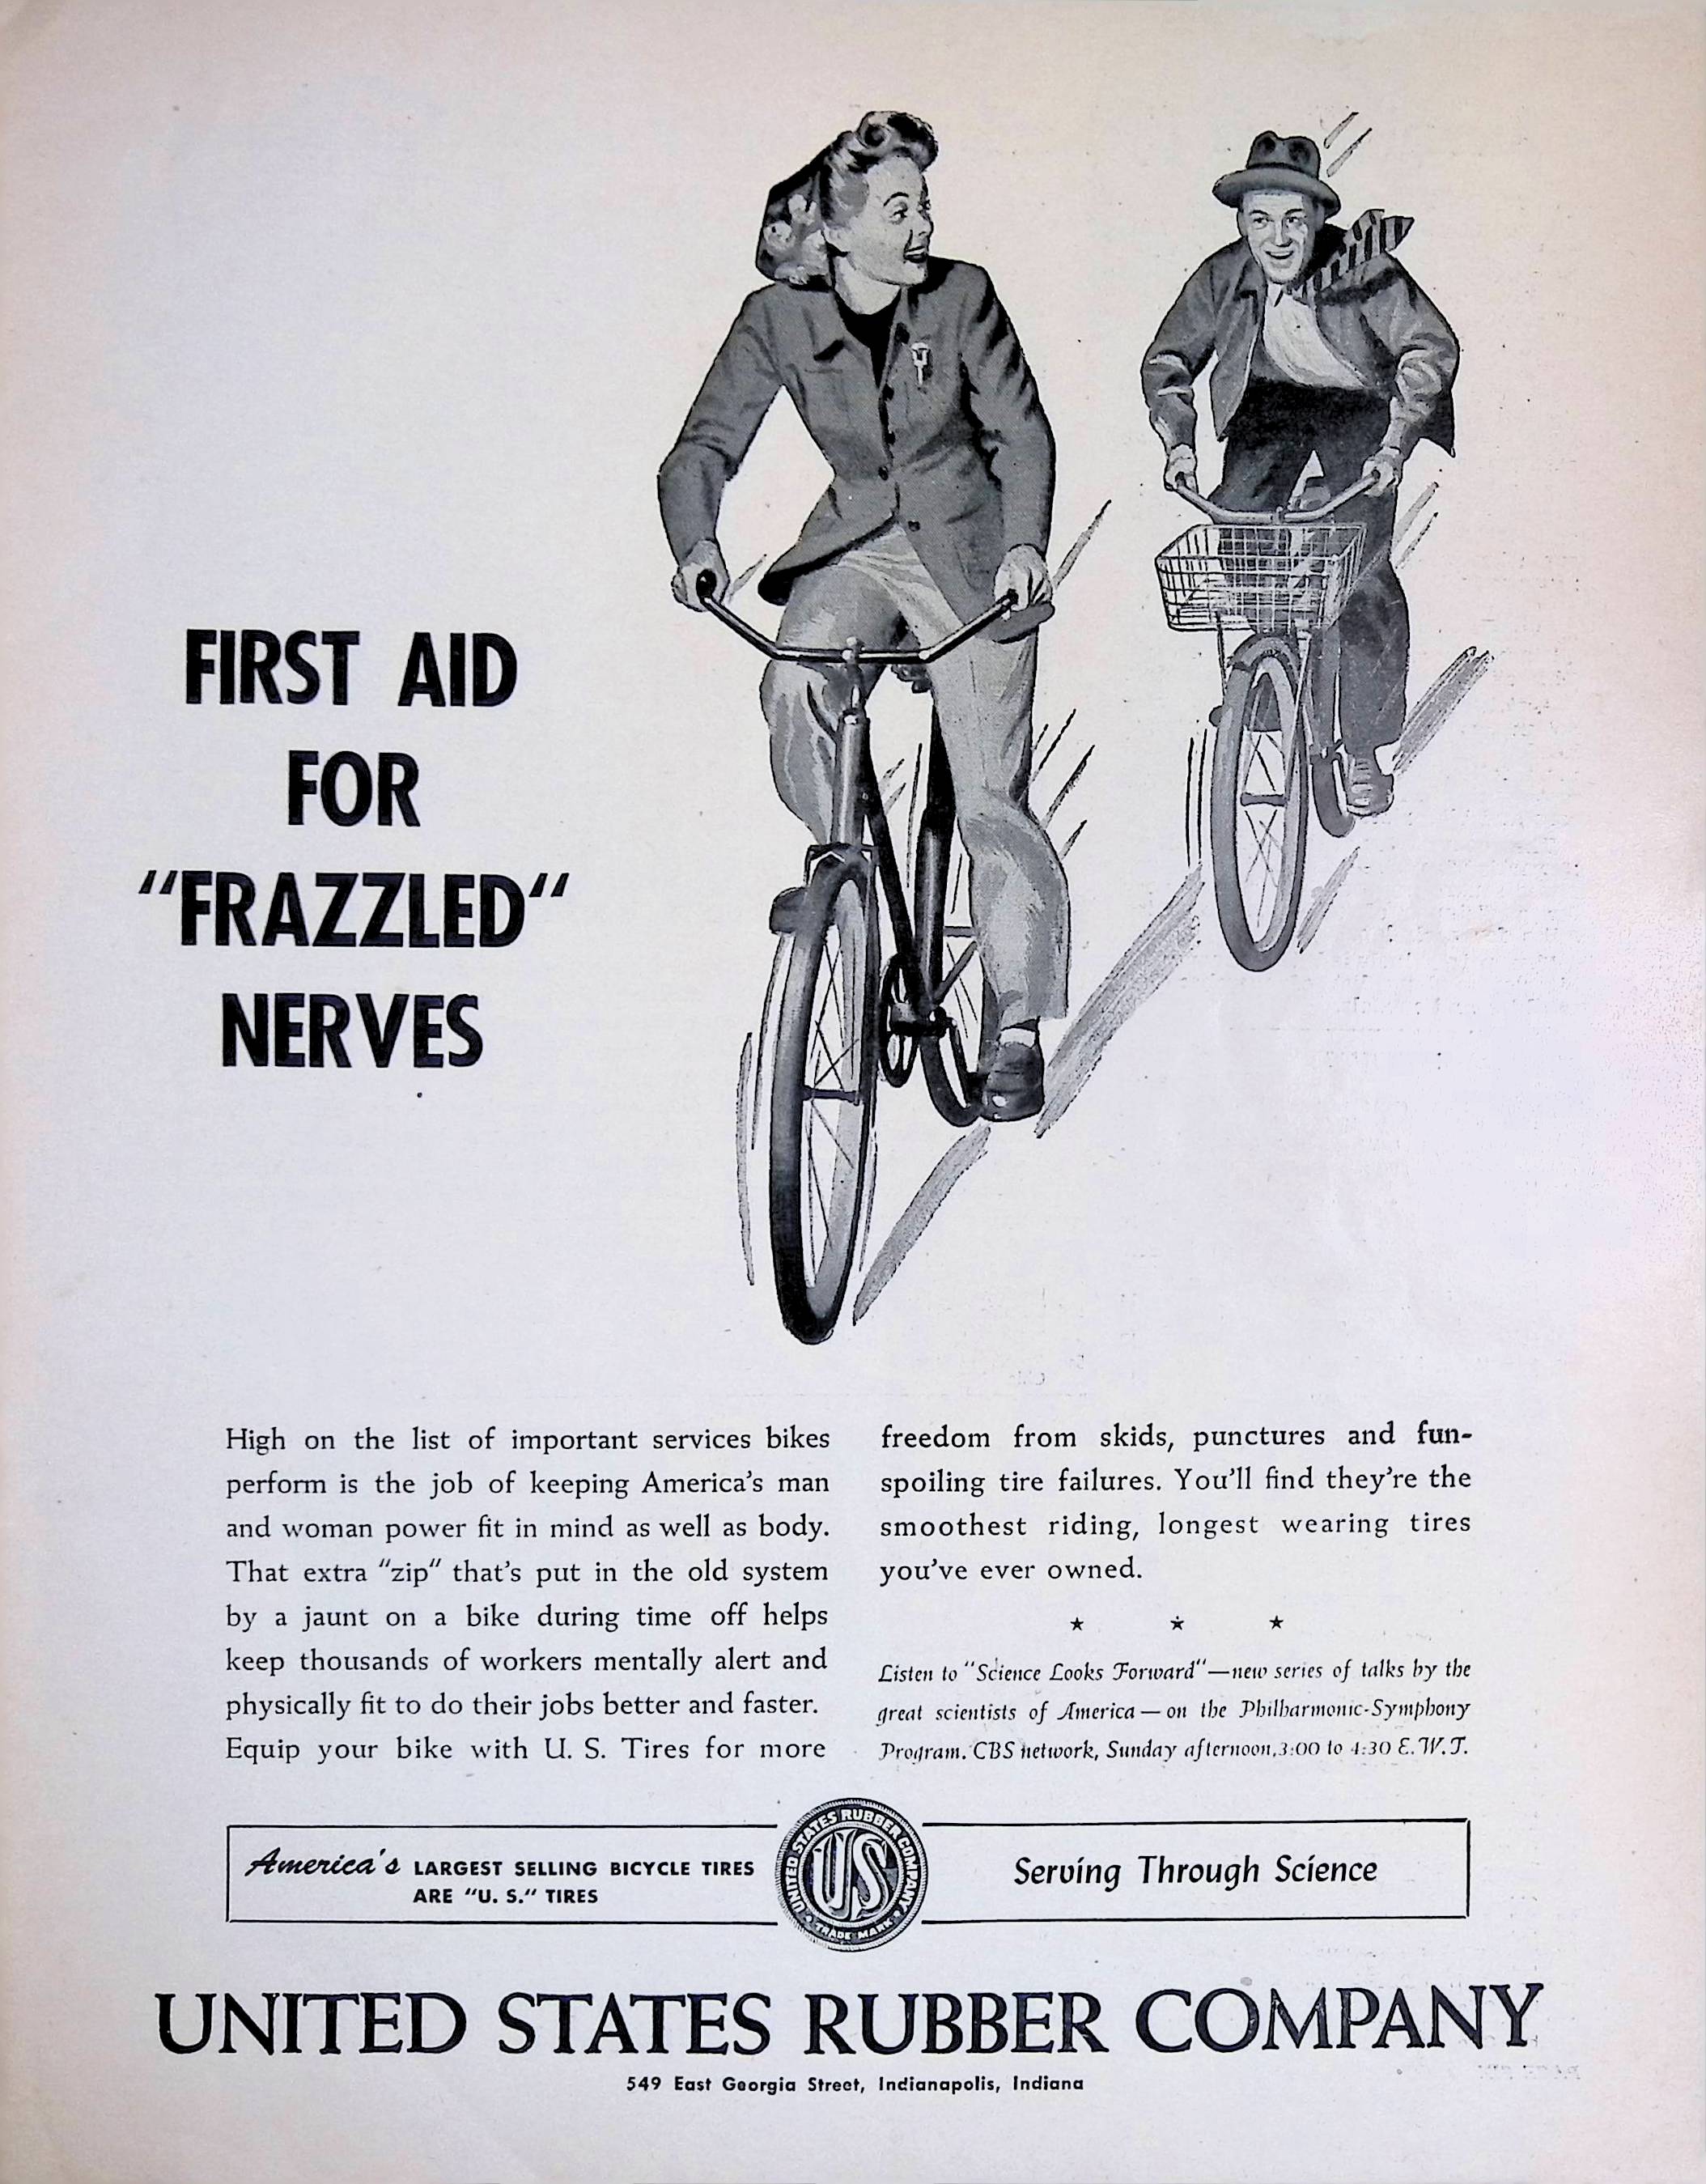 FIRST AID
FOR
“FRAZZLED“
NERVES
High on the list of important services bikes
perform is the job of keeping America’s man
and woman power fit in mind as well as body.
That extra “zip” that’s put in the old system
by a jaunt on a bike during time off helps
keep thousands of workers mentally alert and
physically fit to do their jobs better and faster.
Equip your bike with U. S. Tires for more
freedom from skids, punctures and fun-
spoiling tire failures. You’ll find they’re the
smoothest riding, longest wearing tires
you’ve ever owned.
★ ★ ★
Listen to “Science Looks Forward”—new series of talks by the
great scientists of America—on the Philharmonic-Symphony
Program. CBS network, Sunday afternoon, 3:00 to 4:30 E.W.T.
America's LARGEST SELLING BICYCLE TIRES
ARE “U. S.” TIRES
UNITED STATES RUBBER COMPANY
US
TRADE MARK
Serving Through Science
UNITED STATES RUBBER COMPANY
549 East Georgia Street, Indianapolis, Indiana